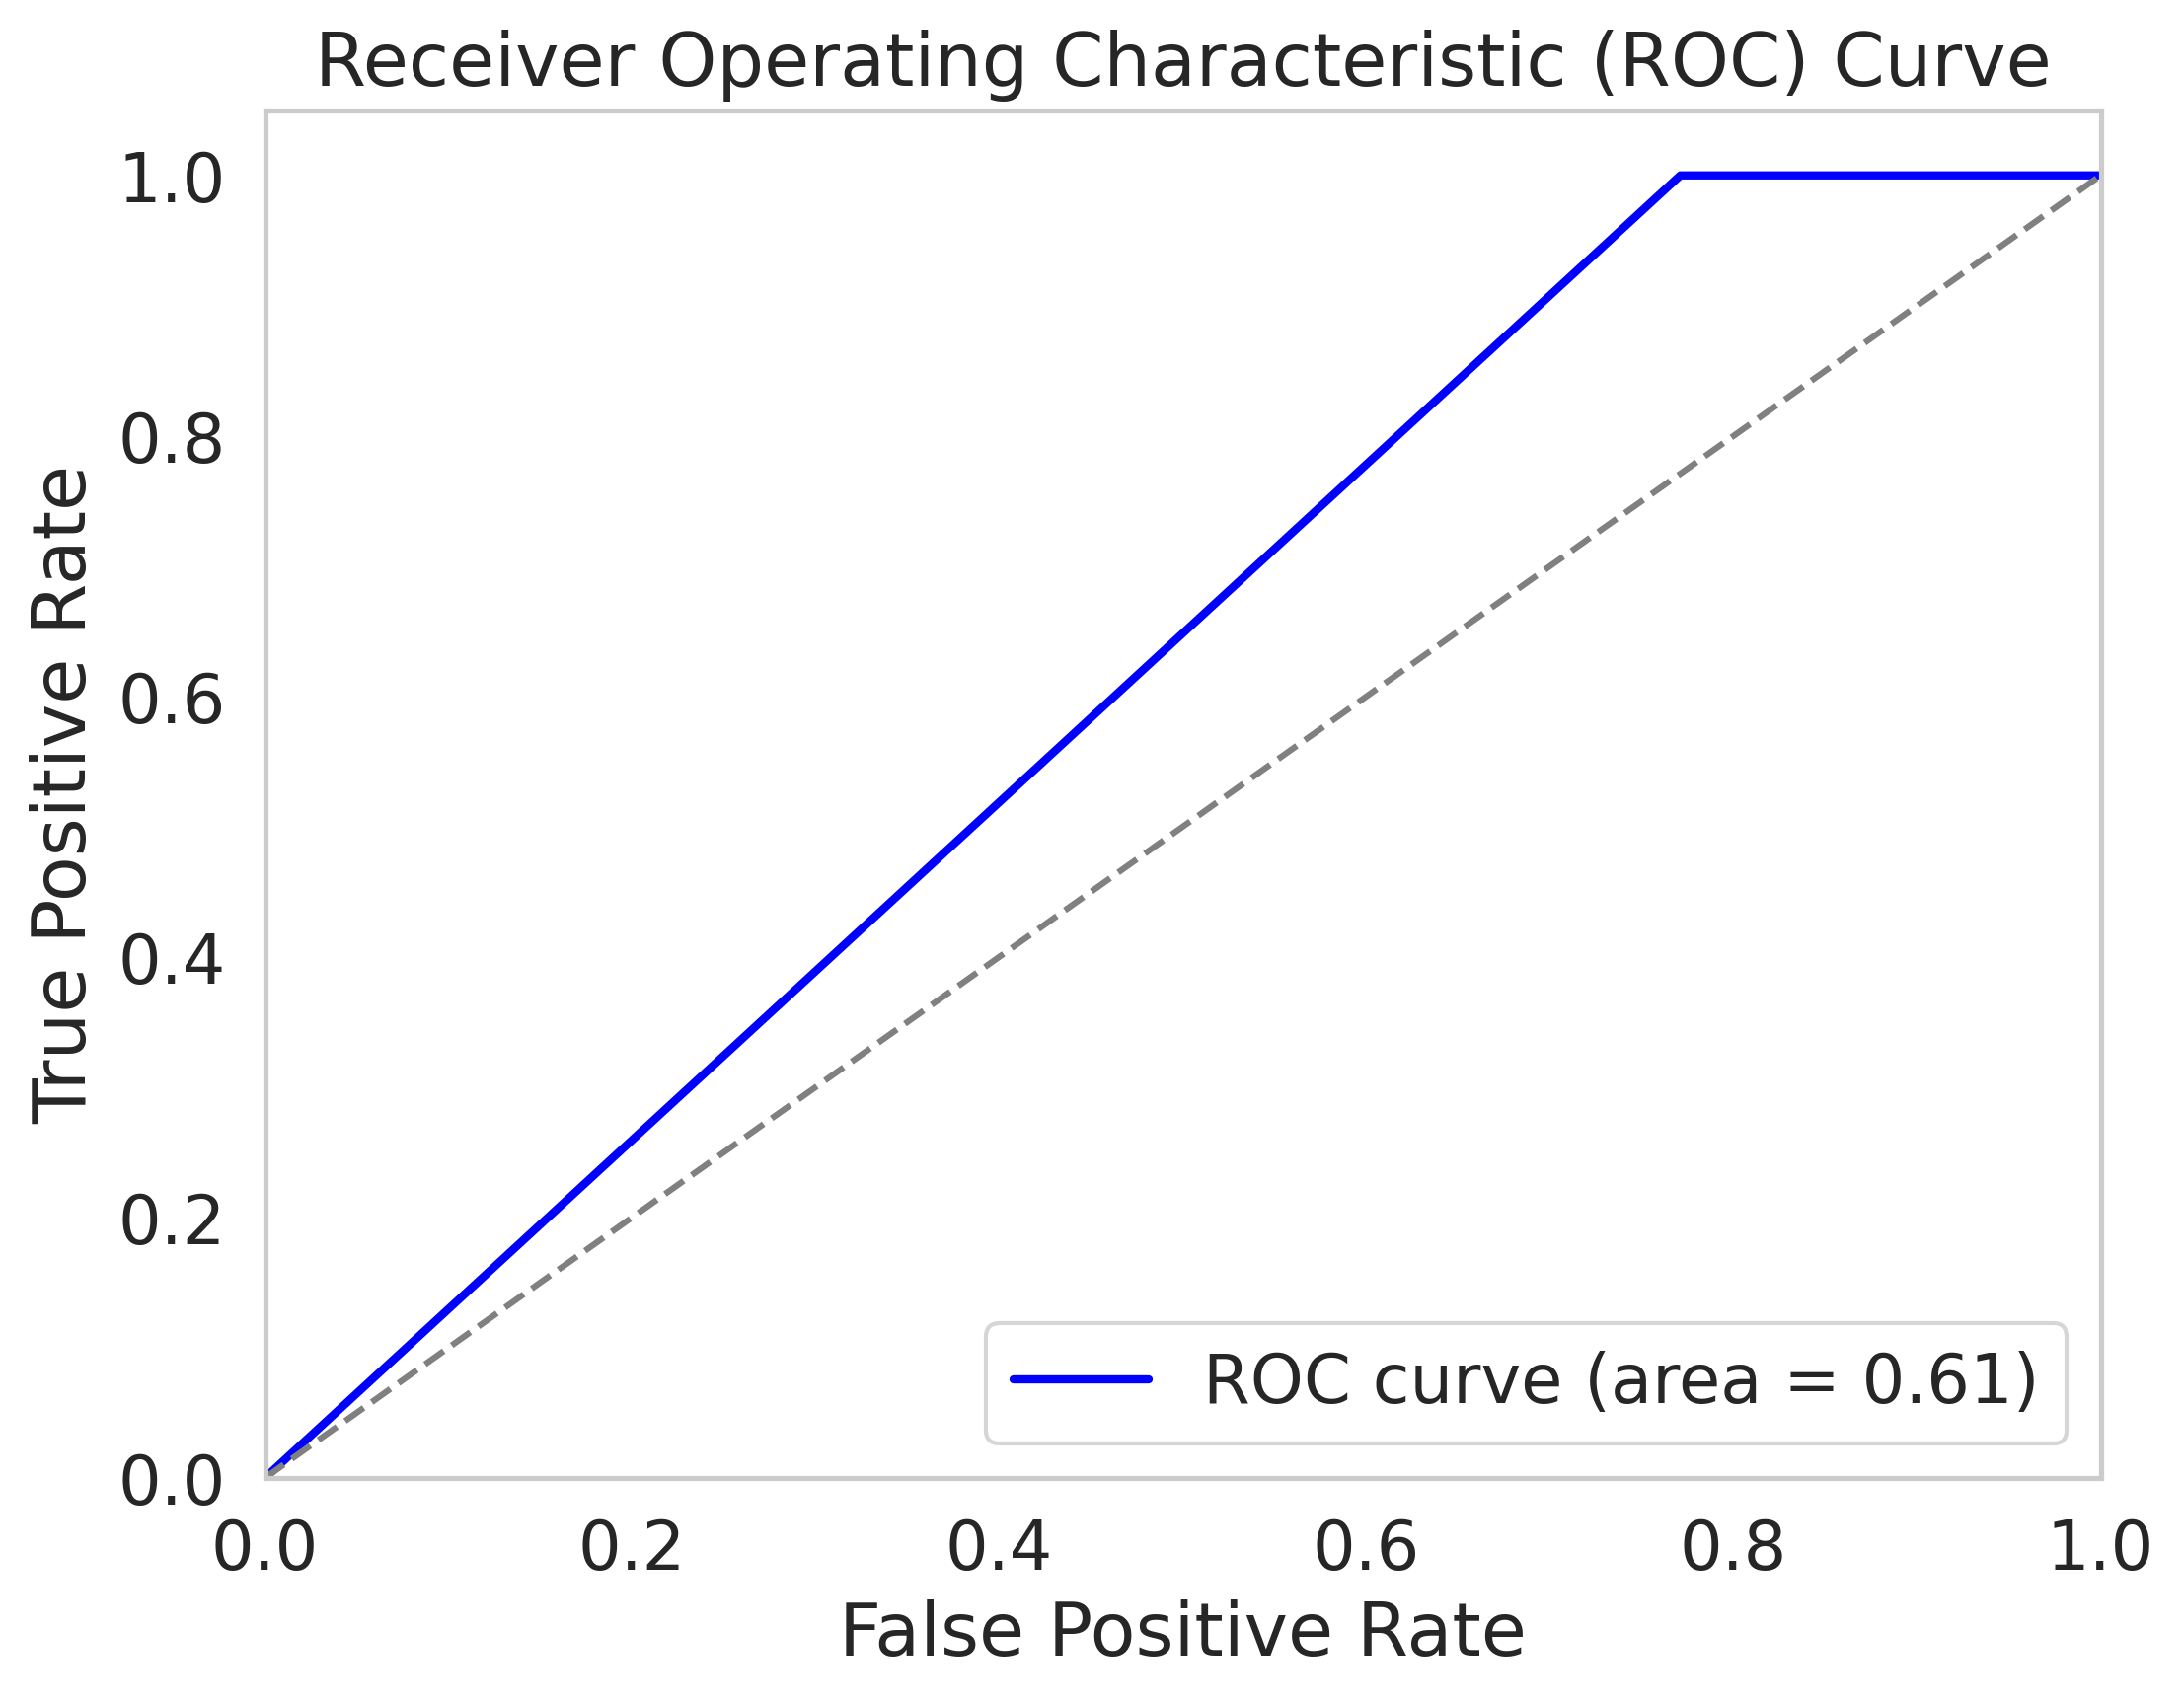 Receiver Operating Characteristic (ROC) Curve
1.0
0.8
0.6
0.4
0.2
0.0
True Positive Rate
ROC curve (area = 0.61)
0.0 0.2 0.4 0.6 0.8 1.0
False Positive Rate